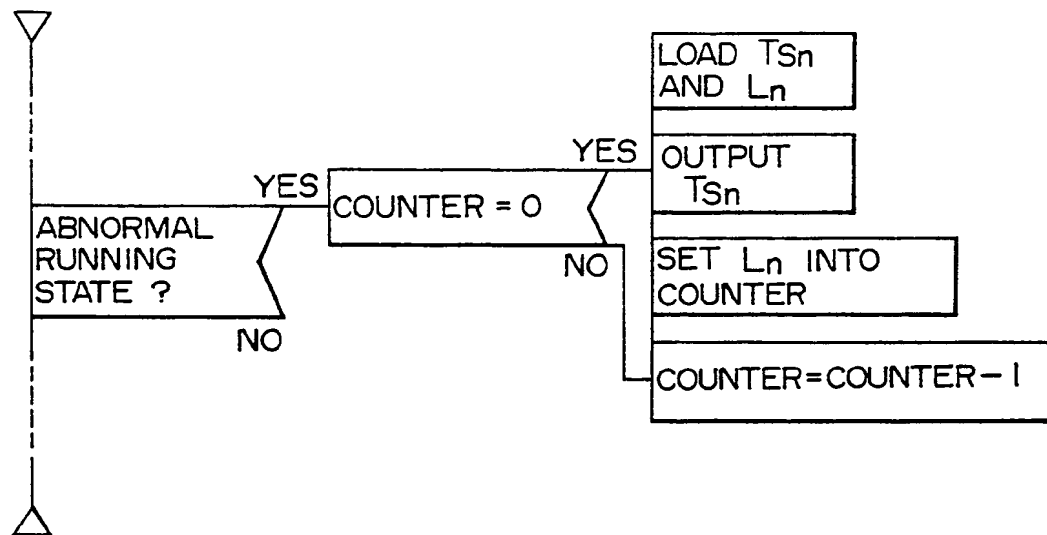 ABNORMAL
RUNNING
STATE ?
YES
NO
COUNTER = 0
YES
NO
LOAD TSn
AND Ln
OUTPUT
TSn
SET Ln INTO
COUNTER
COUNTER=COUNTER-1